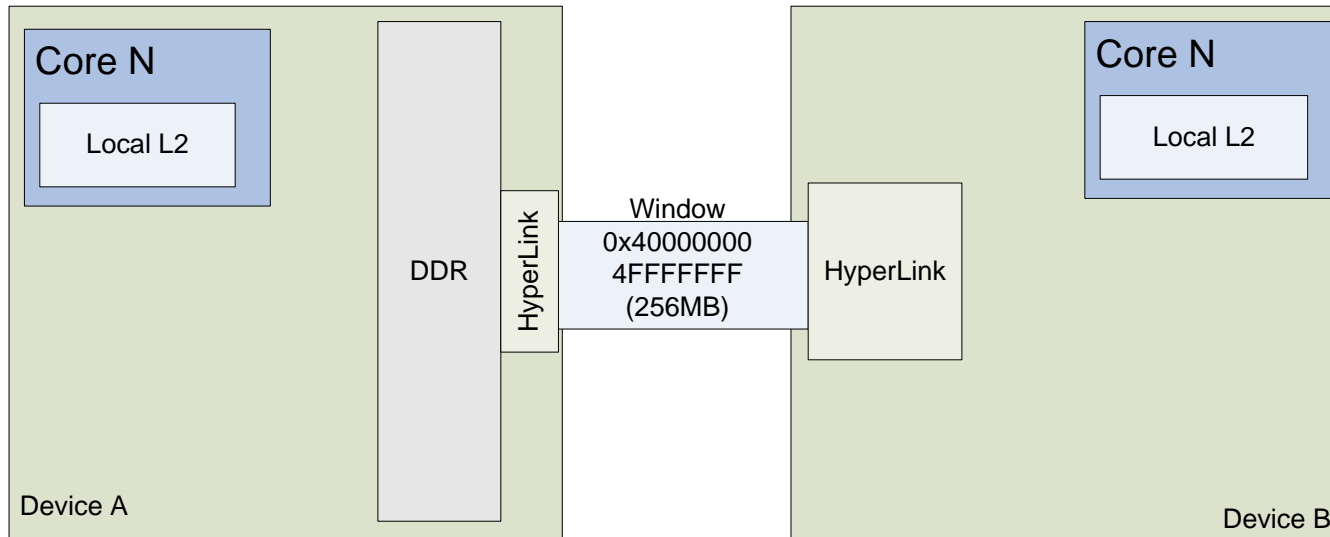 Core N
Local L2
DDR
HyperLink
Window
0x40000000
4FFFFFFF
(256MB)
HyperLink
Core N
Local L2
Device A
Device B